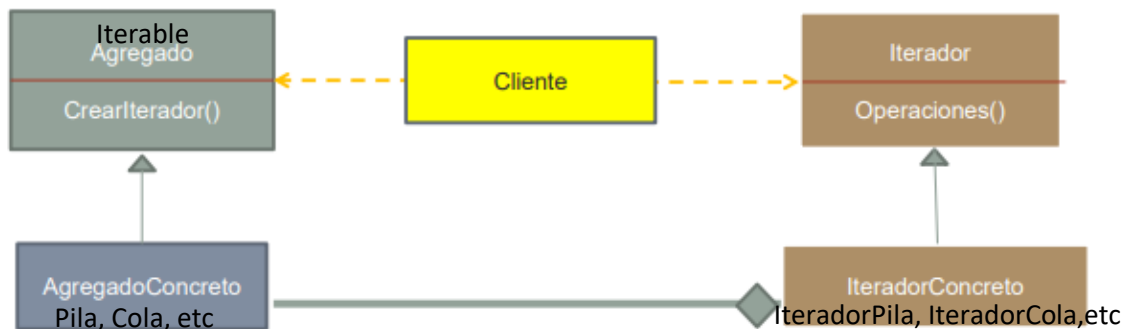 Iterable
Agregado
CrearIterador()
Cliente
Iterador
Operaciones()
AgregadoConcreto
Pila, Cola, etc
IteradorConcreto
IteradorPila, IteradorCola,etc